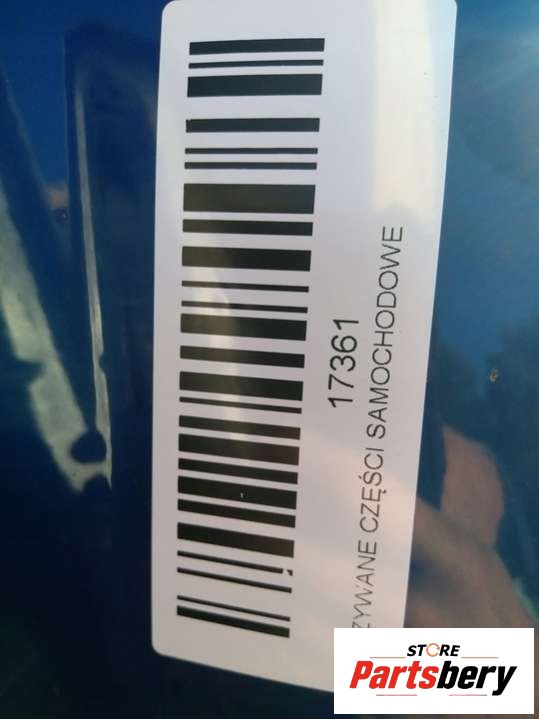 17361
ZYWANE CZĘŚCI SAMOCHODOWE
STORE
Partsbery